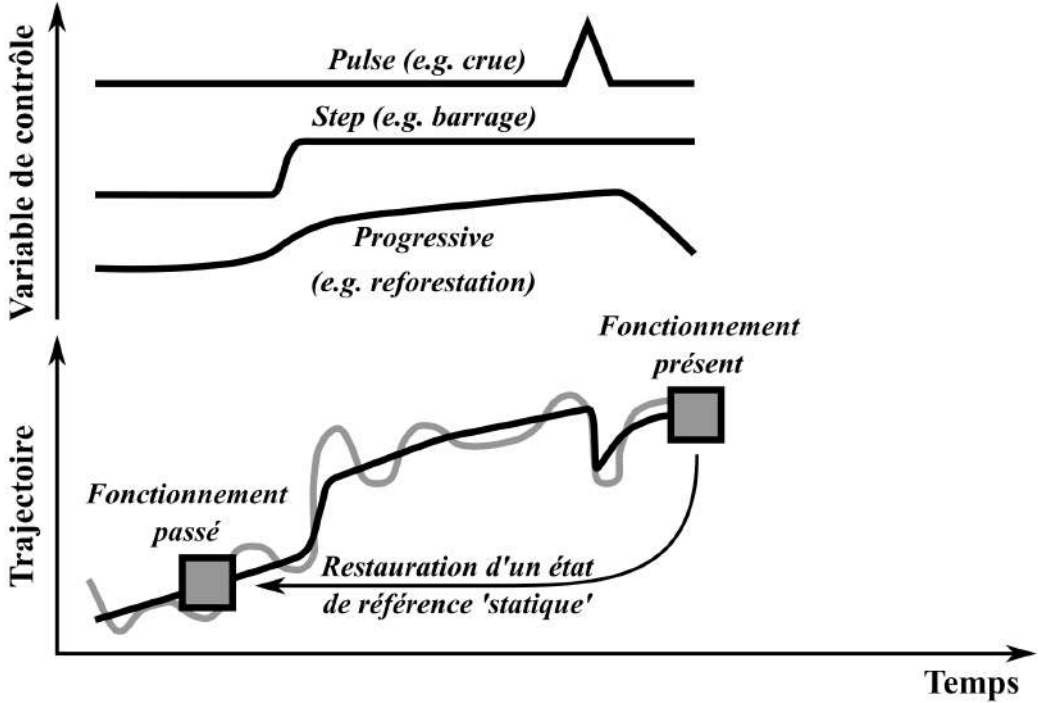 Variable de contrôle
Pulse (e.g. crue)
Step (e.g. barrage)
Progressive
(e.g. reforestation)
Trajectoire
Fonctionnement
présent
Fonctionnement
passé
Restauration d'un état
de référence 'statique'
Temps